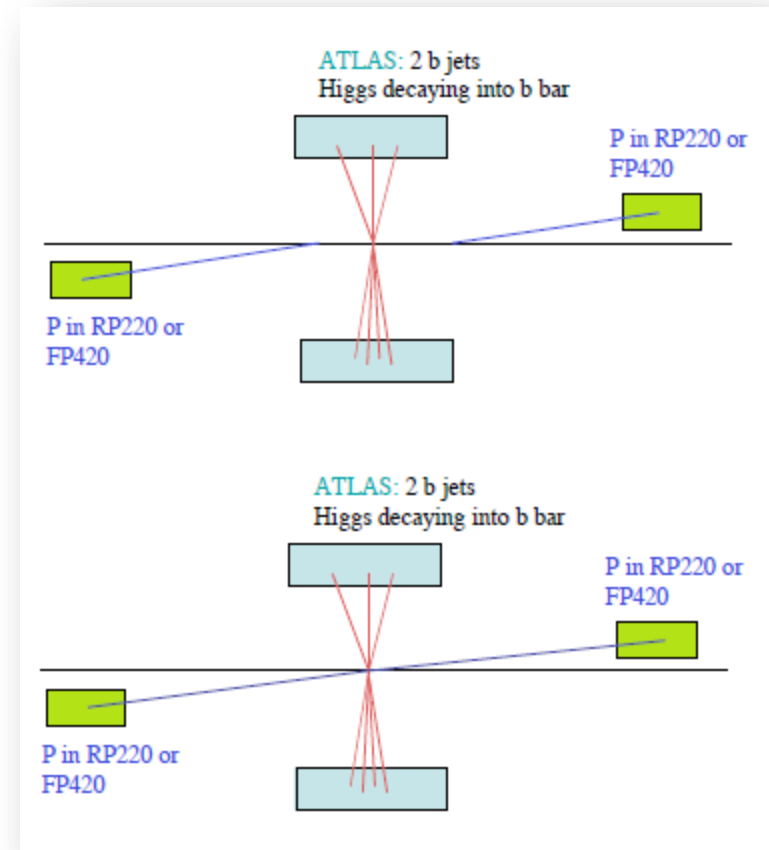 ATLAS: 2 b jets
Higgs decaying into b bar
P in RP220 or
FP420
P in RP220 or
FP420
ATLAS: 2 b jets
Higgs decaying into b bar
P in RP220 or
FP420
P in RP220 or
FP420